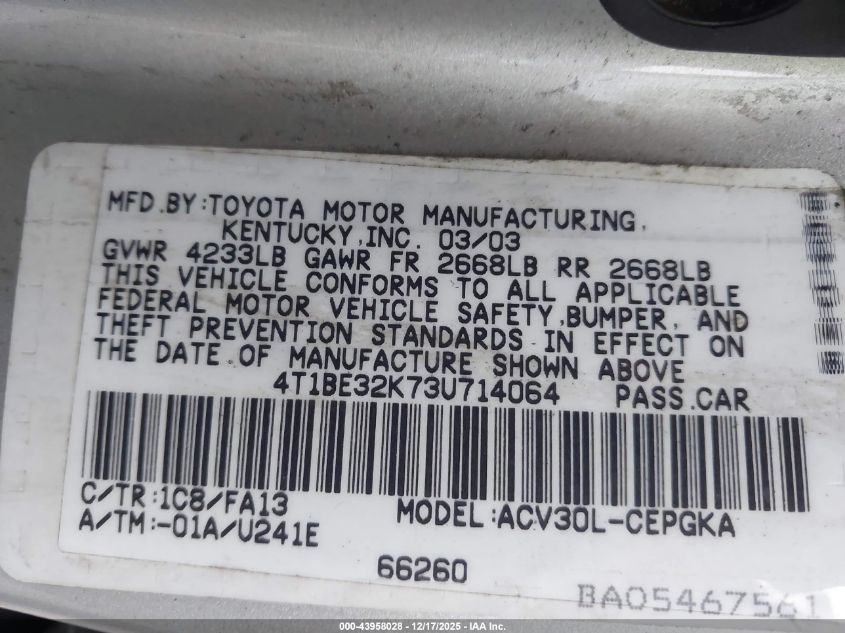 MFD.BY:TOYOTA MOTOR MANUFACTURING,
KENTUCKY,INC. 03/03
GVWR 4233LB GAWR FR 2668LB RR 2668LB
THIS VEHICLE CONFORMS TO ALL APPLICABLE
FEDERAL MOTOR VEHICLE SAFETY,BUMPER, AND
THEFT PREVENTION STANDARDS IN EFFECT ON
THE DATE OF MANUFACTURE SHOWN ABOVE
4T1BE32K73U714064 PASS.CAR
C/TR:1C8/FA13
A/TM:-01A/U241E
MODEL:ACV30L-CEPGKA
66260
BA05467561
000-43958028 - 12/17/2025 - IAA Inc.